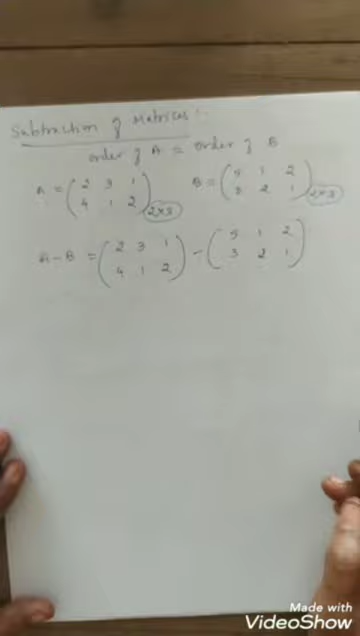 Subtraction of Matrices :-
order of A = order of B
A = (2 3 1 B = (5 1 2
4 1 2) 2×3 3 2 1) 2×3
A - B = (2 3 1 - (5 1 2
4 1 2) 3 2 1)
Made with
VideoShow